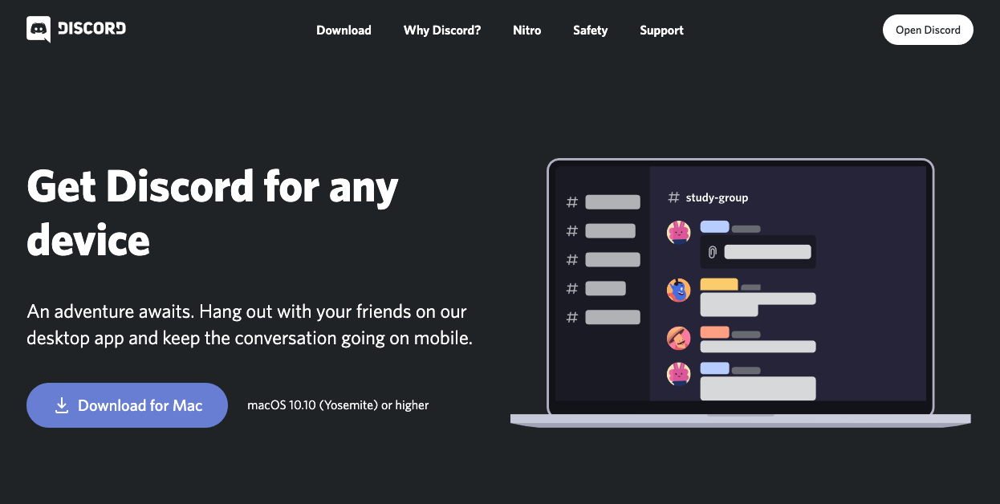 DISCORD
Download
Why Discord?
Nitro
Safety
Support
Open Discord
Get Discord for any
device
An adventure awaits. Hang out with your friends on our
desktop app and keep the conversation going on mobile.
Download for Mac
macOS 10.10 (Yosemite) or higher
# study-group
#
#
#
#
#